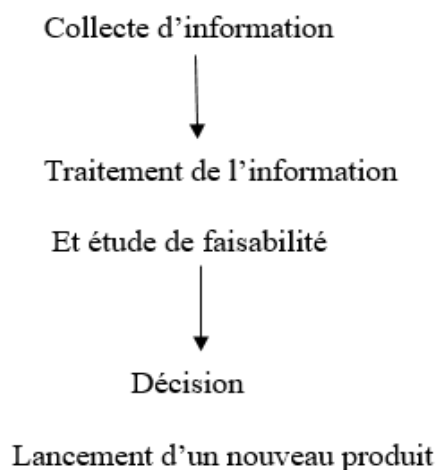 Collecte d’information
Traitement de l’information
Et étude de faisabilité
Décision
Lancement d’un nouveau produit